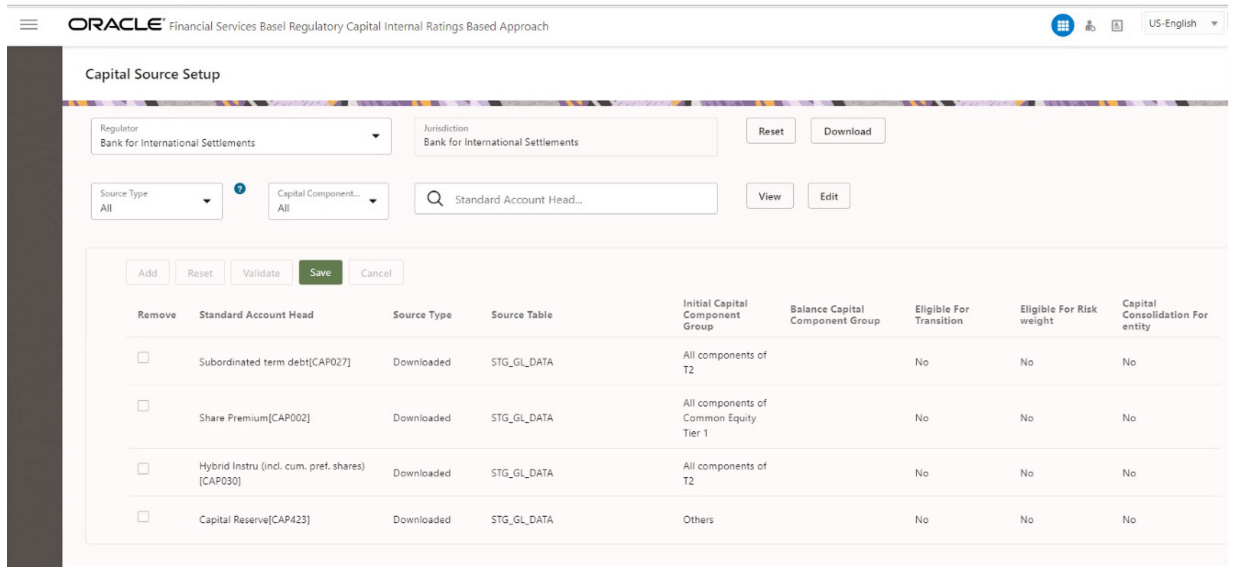 ORACLE® Financial Services Basel Regulatory Capital Internal Ratings Based Approach
US-English
Capital Source Setup
Regulator
Bank for International Settlements
Jurisdiction
Bank for International Settlements
Reset
Download
Source Type
All
?
Capital Component...
All
Standard Account Head...
View
Edit
Add
Reset
Validate
Save
Cancel
Remove
Standard Account Head
Source Type
Source Table
Initial Capital
Component
Group
Balance Capital
Component Group
Eligible For
Transition
Eligible For Risk
weight
Capital
Consolidation For
entity
Subordinated term debt[CAP027]
Downloaded
STG_GL_DATA
All components of
T2
No
No
No
Share Premium[CAP002]
Downloaded
STG_GL_DATA
All components of
Common Equity
Tier 1
No
No
No
Hybrid Instru (incl. cum. pref. shares)
[CAP030]
Downloaded
STG_GL_DATA
All components of
T2
No
No
No
Capital Reserve[CAP423]
Downloaded
STG_GL_DATA
Others
No
No
No